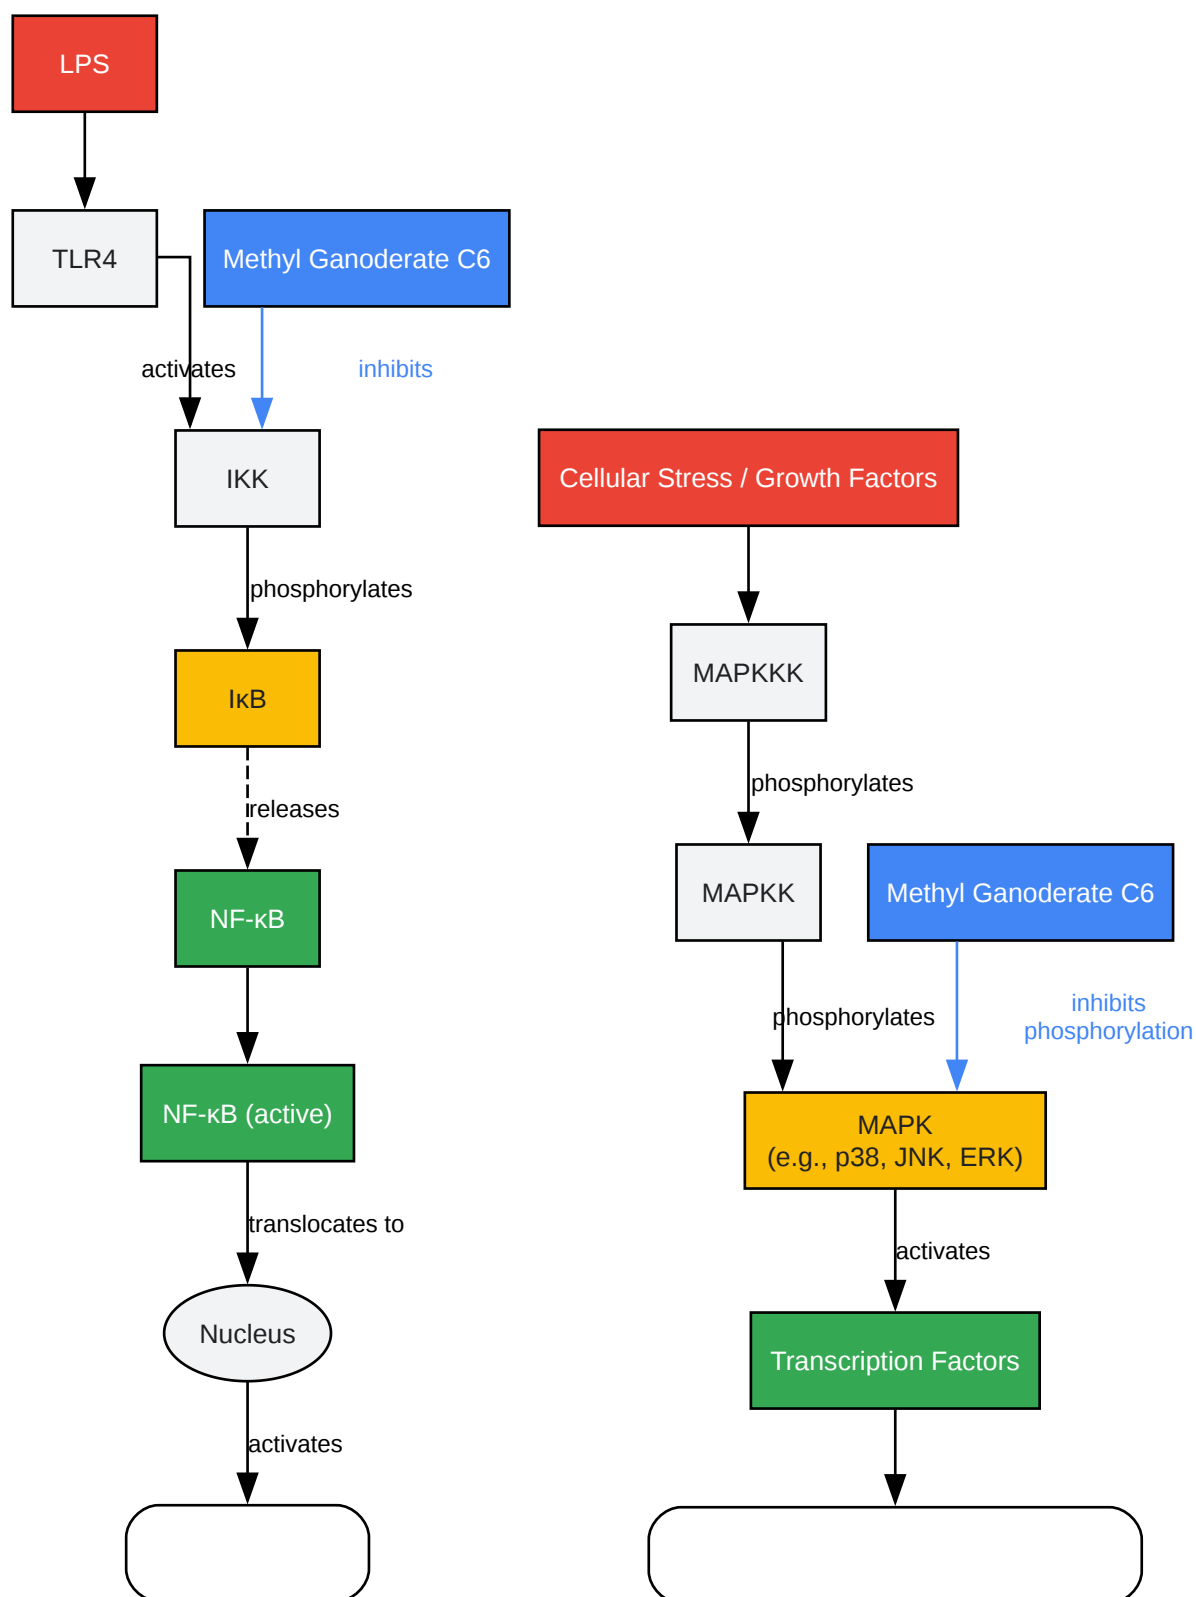 LPS
TLR4
Methyl Ganoderate C6
activates
inhibits
IKK
Cellular Stress / Growth Factors
phosphorylates
MAPKKK
IκB
phosphorylates
releases
MAPKK
Methyl Ganoderate C6
NF-κB
phosphorylates
inhibits
phosphorylation
NF-κB (active)
MAPK
(e.g., p38, JNK, ERK)
translocates to
activates
Nucleus
Transcription Factors
activates